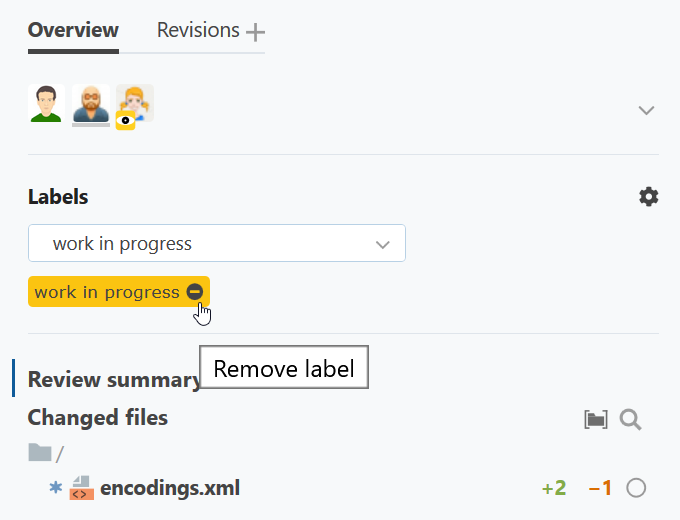 Overview Revisions
Labels
work in progress
work in progress
Remove label
Review summary
Changed files
/
encodings.xml +2 −1